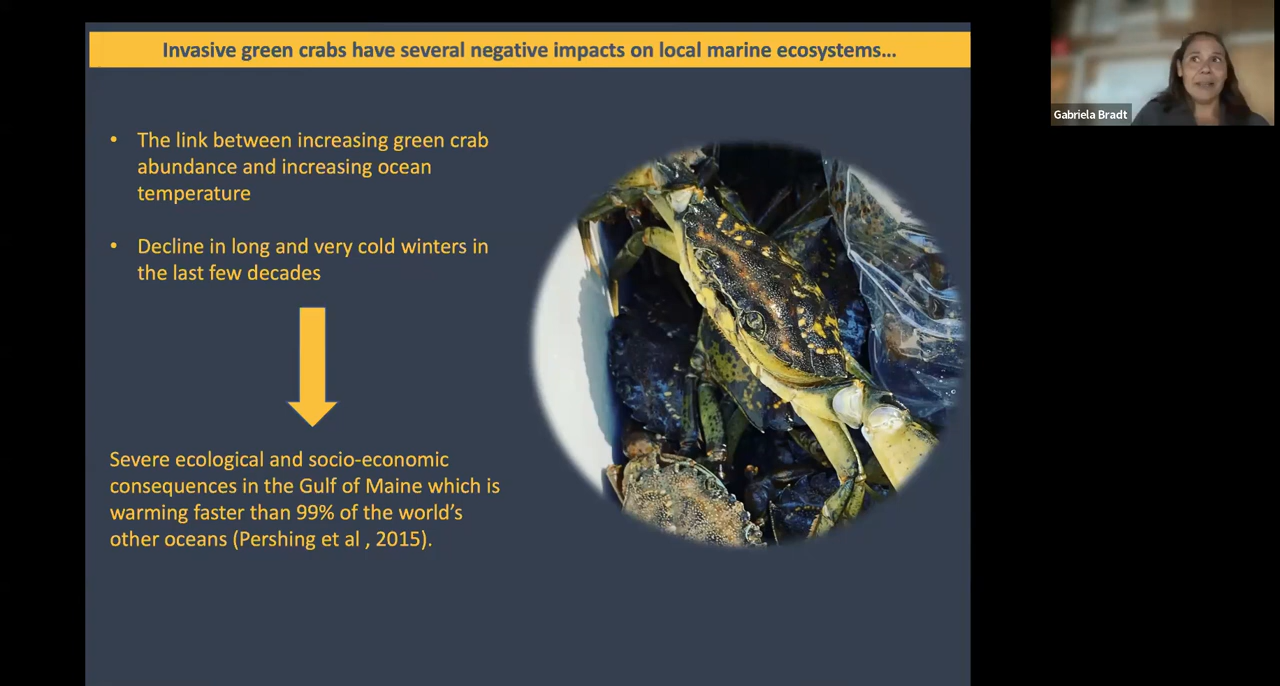 Invasive green crabs have several negative impacts on local marine ecosystems...
Gabriela Bradt
• The link between increasing green crab
abundance and increasing ocean
temperature
• Decline in long and very cold winters in
the last few decades
Severe ecological and socio-economic
consequences in the Gulf of Maine which is
warming faster than 99% of the world's
other oceans (Pershing et al , 2015).